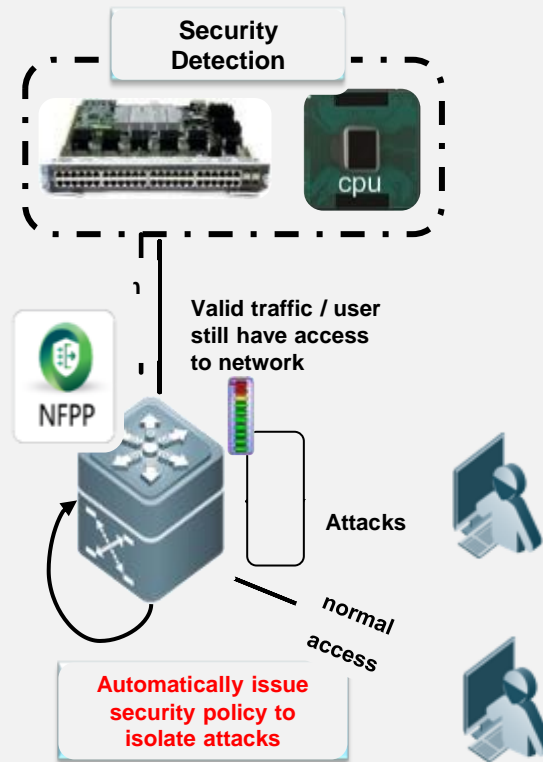 Security
Detection
cpu
n
Valid traffic / user
still have access
to network
NFPP
Attacks
normal
access
Automatically issue
security policy to
isolate attacks